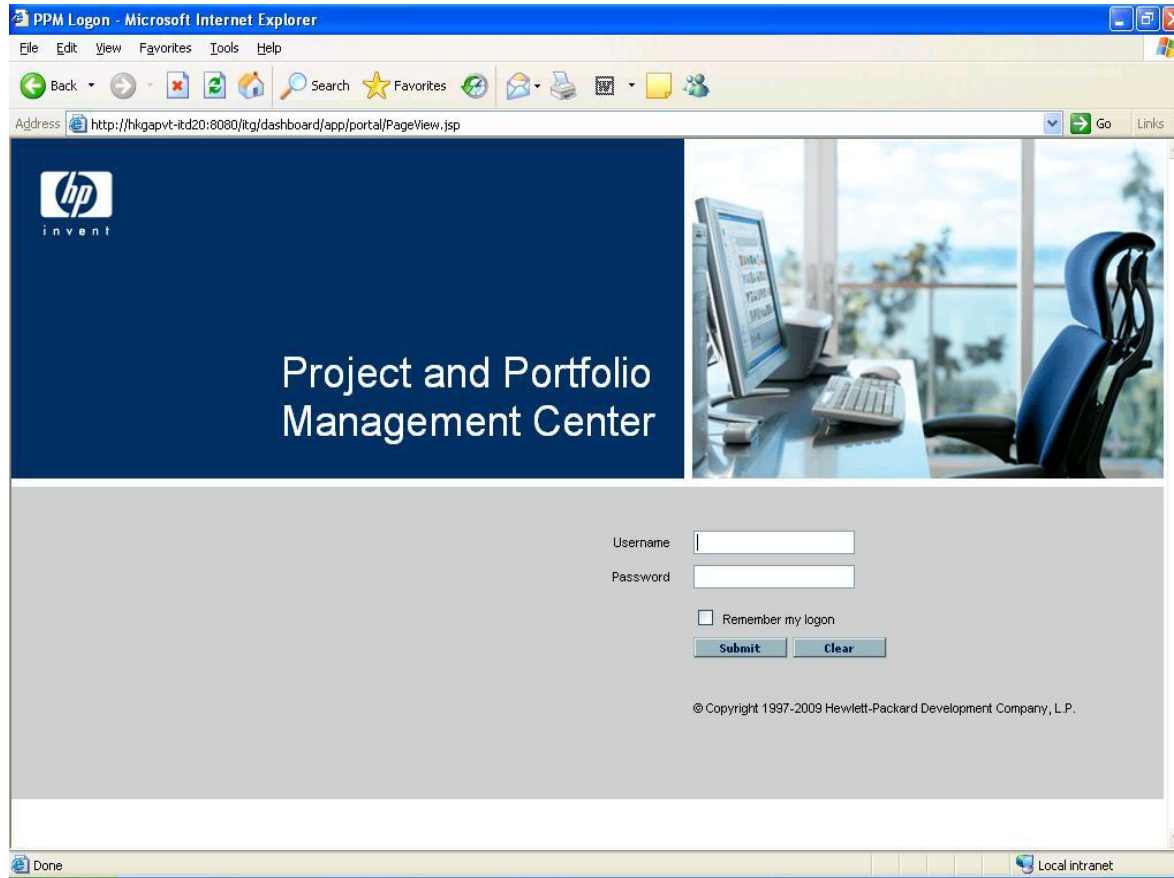 PPM Logon - Microsoft Internet Explorer
File Edit View Favorites Tools Help
Back Search Favorites
Address http://hkgapvt-itd20:8080/itg/dashboard/app/portal/PageView.jsp Go Links
hp
invent
Project and Portfolio
Management Center
Username
Password
Remember my logon
Submit Clear
© Copyright 1997-2009 Hewlett-Packard Development Company, L.P.
Done Local intranet